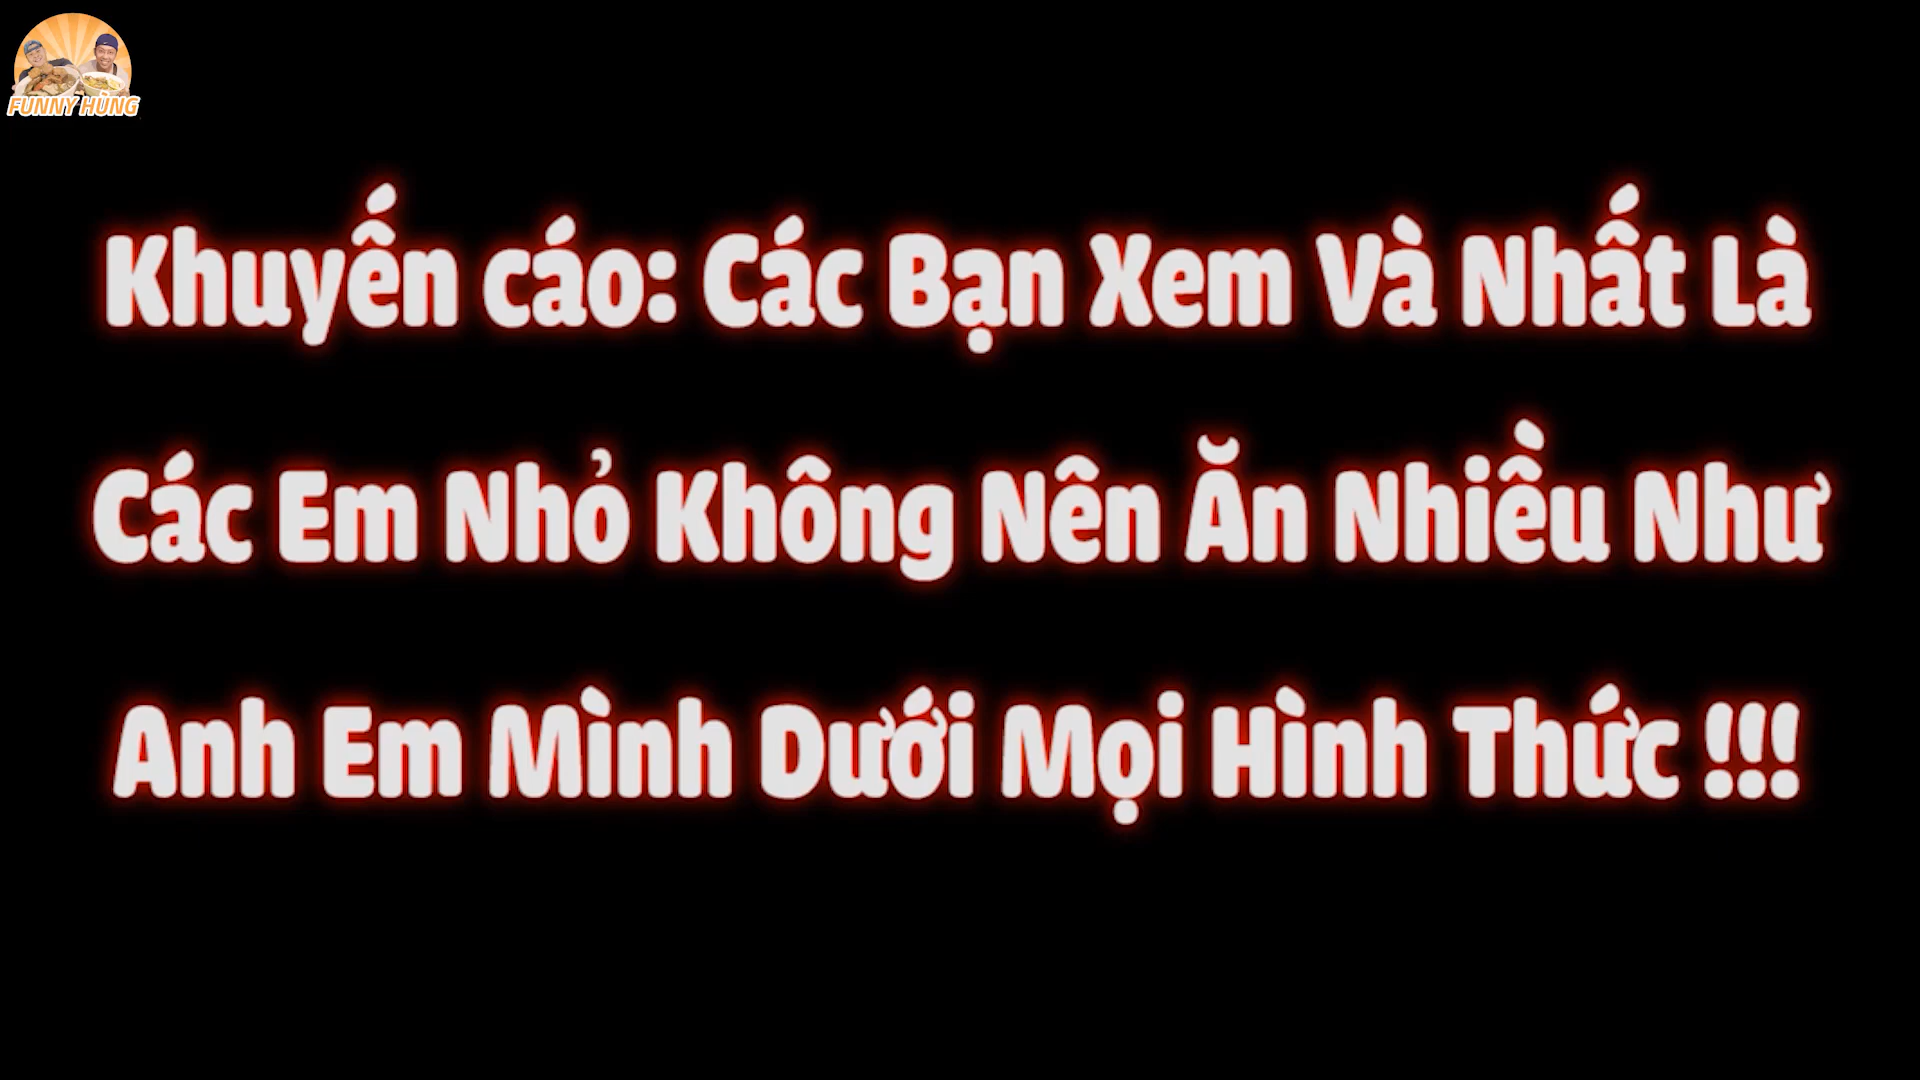 FUNNY HÙNG
Khuyến cáo: Các Bạn Xem Và Nhất Là
Các Em Nhỏ Không Nên Ăn Nhiều Như
Anh Em Mình Dưới Mọi Hình Thức !!!